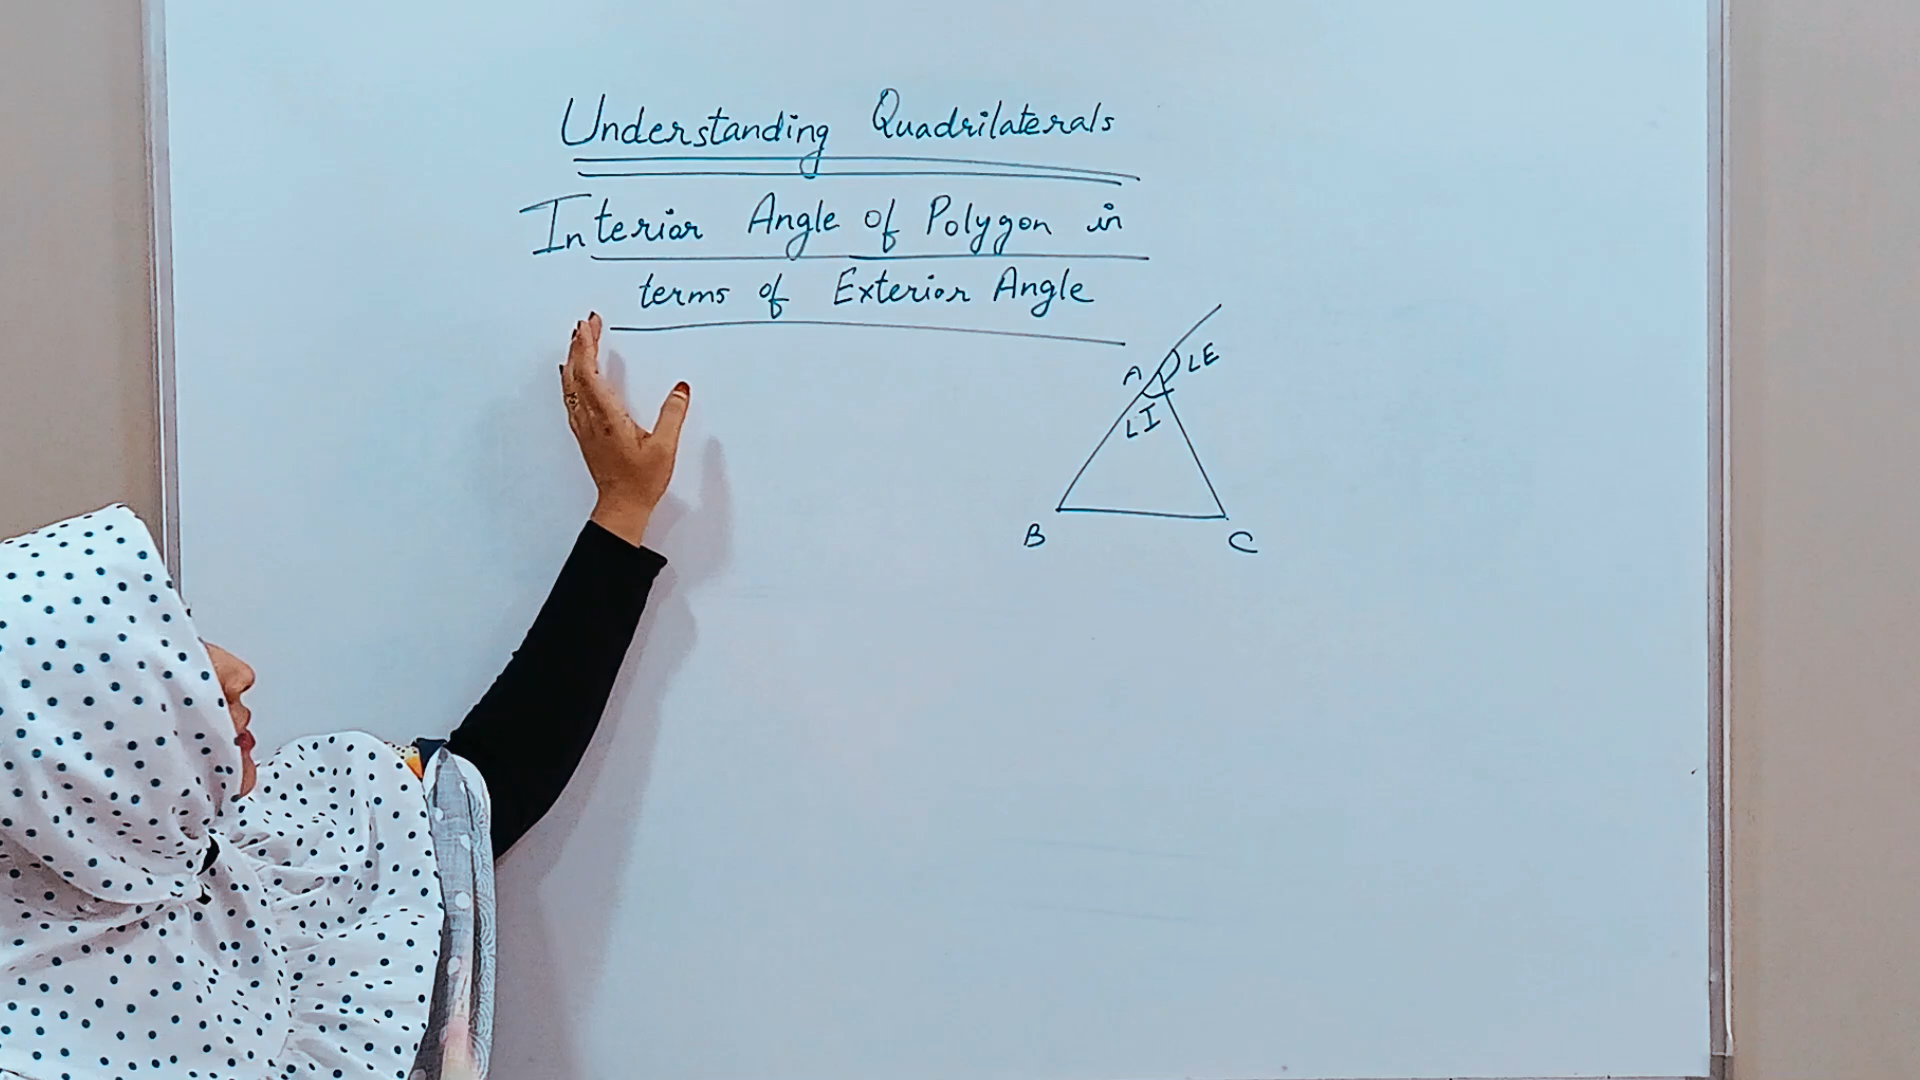 Understanding Quadrilaterals
Interior Angle of Polygon in
terms of Exterior Angle
A
∠E
∠I
B
C